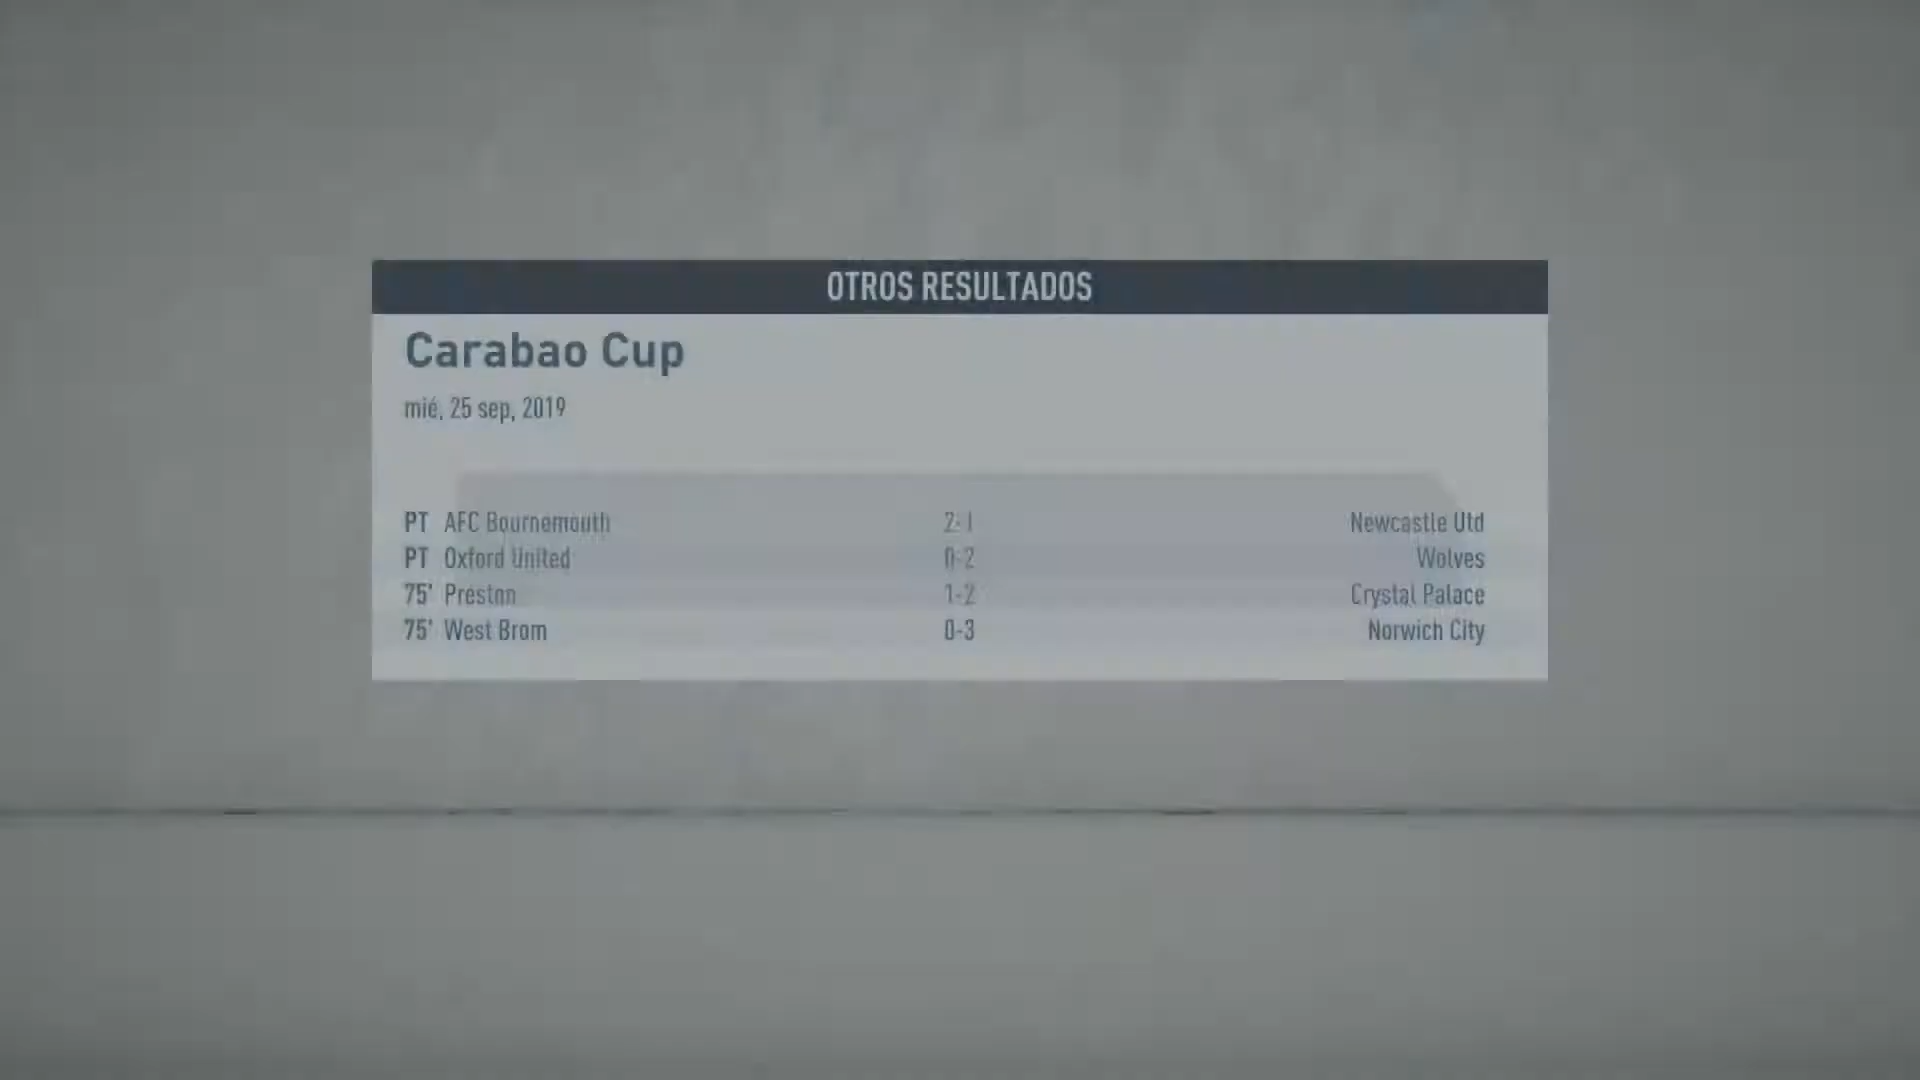 OTROS RESULTADOS
Carabao Cup
mié, 25 sep, 2019
PT AFC Bournemouth 2-1 Newcastle Utd
PT Oxford United 0-2 Wolves
75' Preston 1-2 Crystal Palace
75' West Brom 0-3 Norwich City